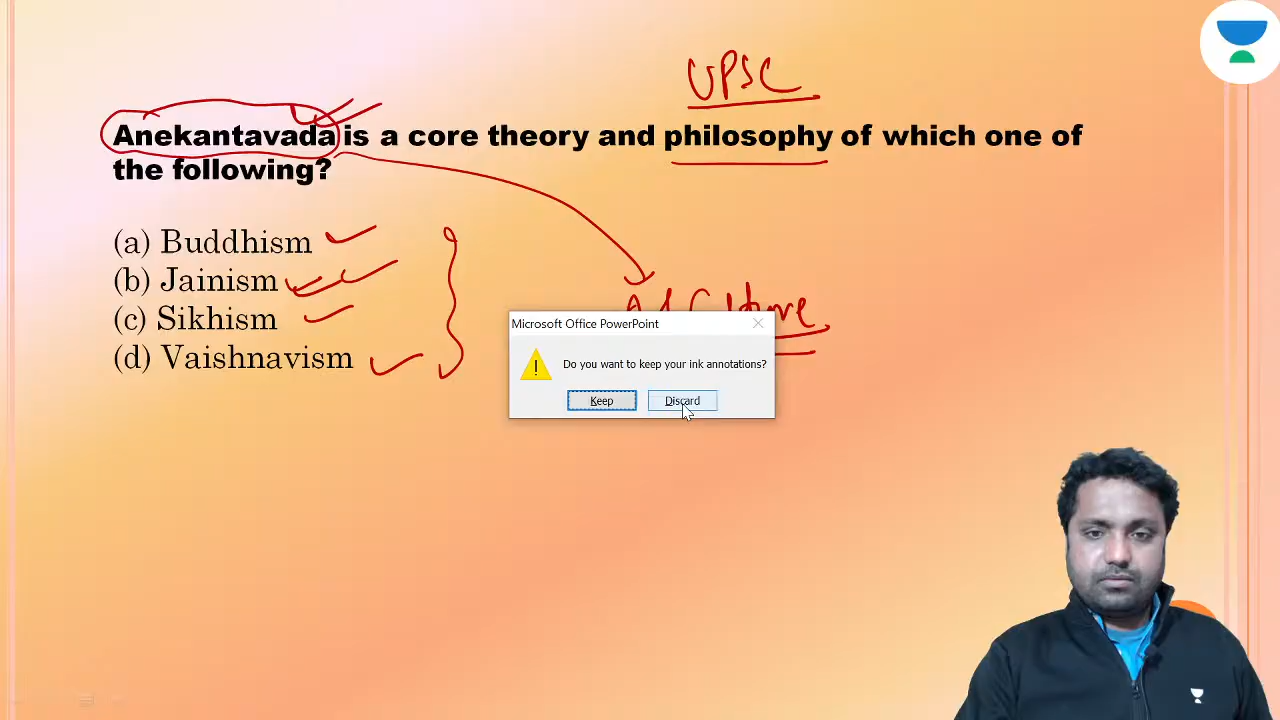 UPSC
Anekantavada is a core theory and philosophy of which one of
the following?
(a) Buddhism
(b) Jainism
(c) Sikhism
(d) Vaishnavism
Microsoft Office PowerPoint
Do you want to keep your ink annotations?
Keep
Discard